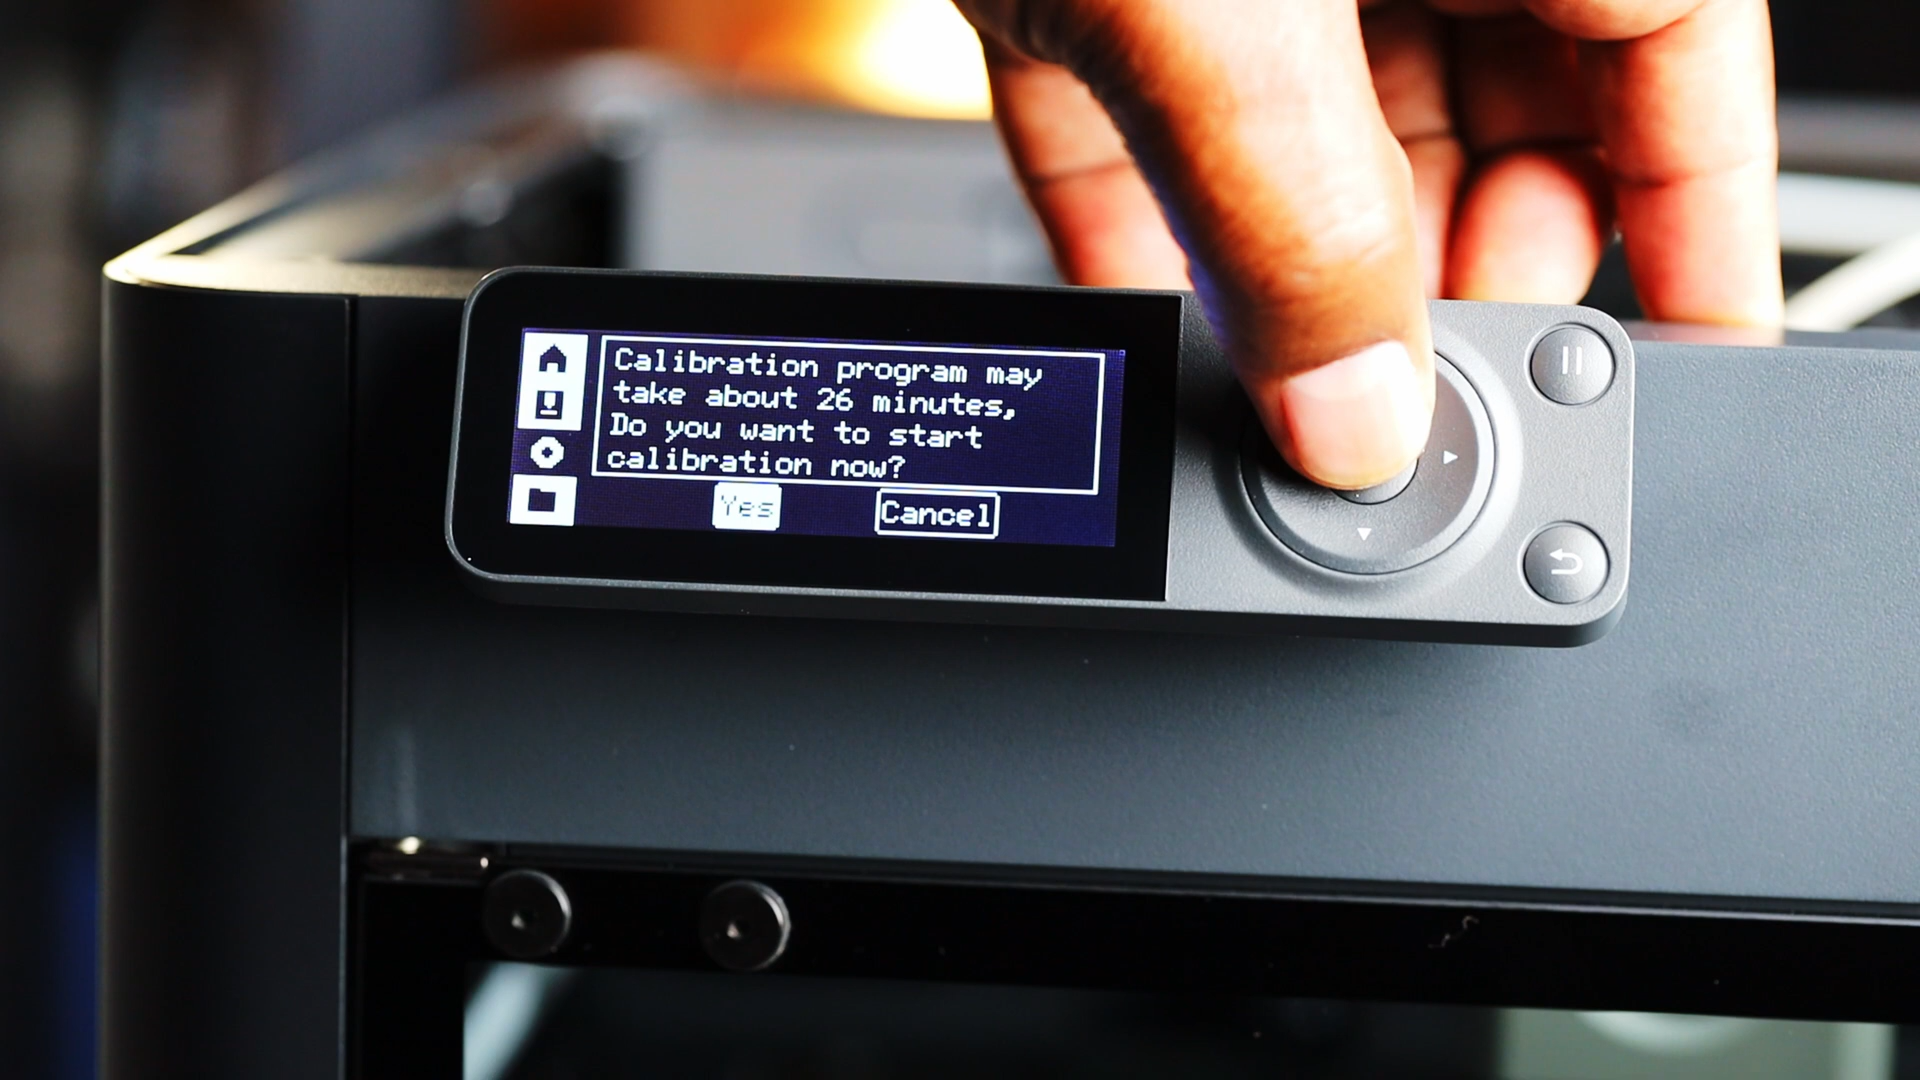 Calibration program may
take about 26 minutes,
Do you want to start
calibration now?
Yes
Cancel